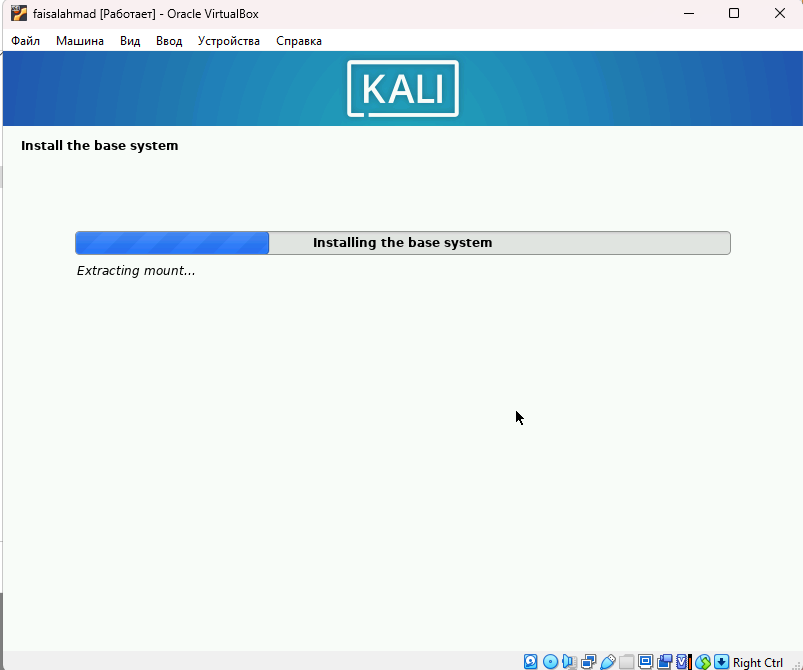 faisalahmad [Работает] - Oracle VirtualBox
Файл Машина Вид Ввод Устройства Справка
KALI
Install the base system
Installing the base system
Extracting mount...
Right Ctrl